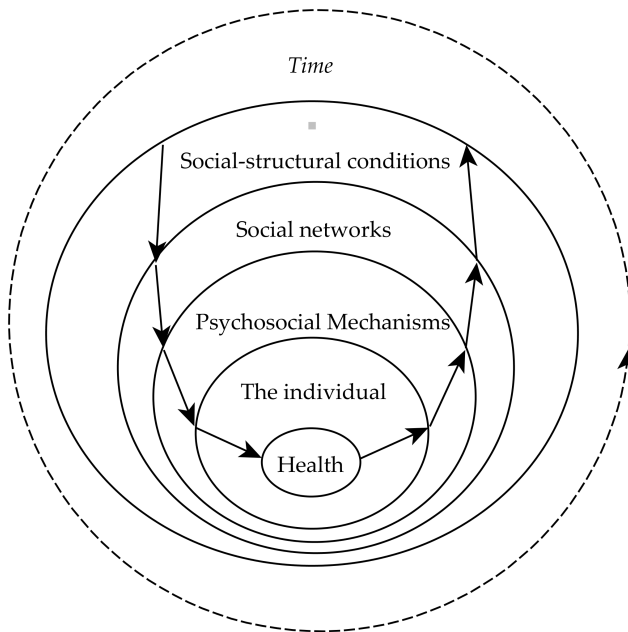 Time
Social-structural conditions
Social networks
Psychosocial Mechanisms
The individual
Health